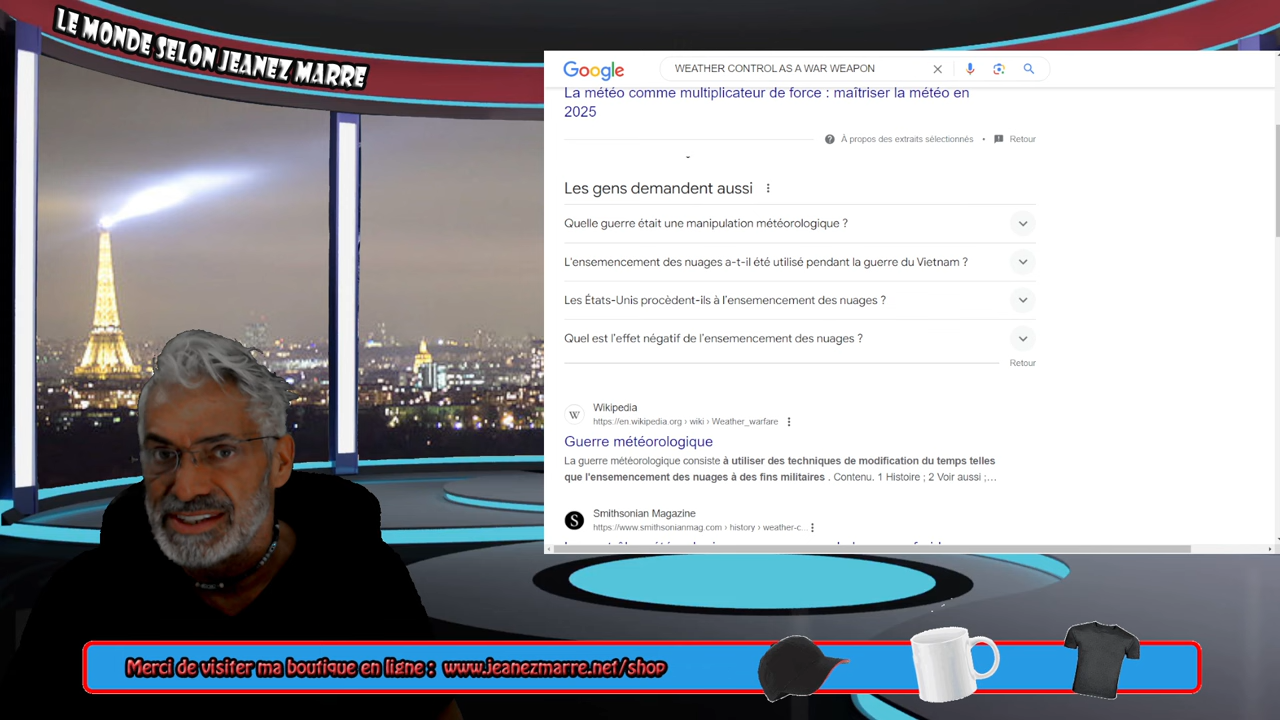 LE MONDE SELON JEANEZ MARRE
Google
WEATHER CONTROL AS A WAR WEAPON
La météo comme multiplicateur de force : maîtriser la météo en
2025
À propos des extraits sélectionnés • Retour
Les gens demandent aussi
Quelle guerre était une manipulation météorologique ?
L'ensemencement des nuages a-t-il été utilisé pendant la guerre du Vietnam ?
Les États-Unis procèdent-ils à l'ensemencement des nuages ?
Quel est l'effet négatif de l'ensemencement des nuages ?
Retour
W
Wikipedia
https://en.wikipedia.org › wiki › Weather_warfare
Guerre météorologique
La guerre météorologique consiste à utiliser des techniques de modification du temps telles
que l'ensemencement des nuages à des fins militaires . Contenu. 1 Histoire ; 2 Voir aussi ;…
S
Smithsonian Magazine
https://www.smithsonianmag.com › history › weather-c...
Merci de visiter ma boutique en ligne : www.jeanezmarre.net/shop